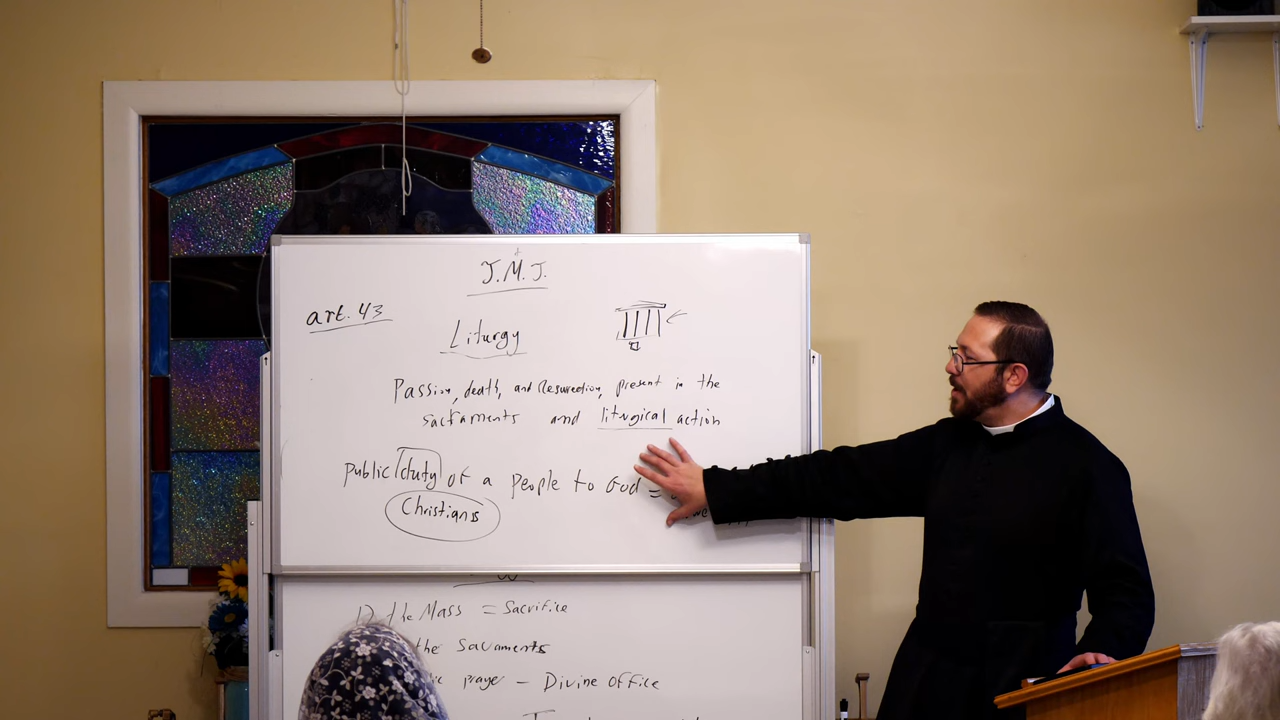 J.M.J.
art. 43
Liturgy
Passion, death, and Resurrection, present in the
sacraments and liturgical action
public duty of a people to God =
Christians
the Mass = Sacrifice
the Sacraments
prayer - Divine Office